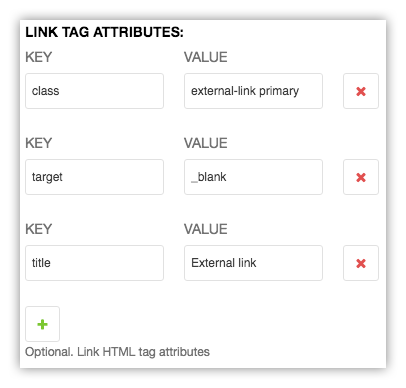 LINK TAG ATTRIBUTES:
KEY VALUE
class external-link primary
KEY VALUE
target _blank
KEY VALUE
title External link
Optional. Link HTML tag attributes